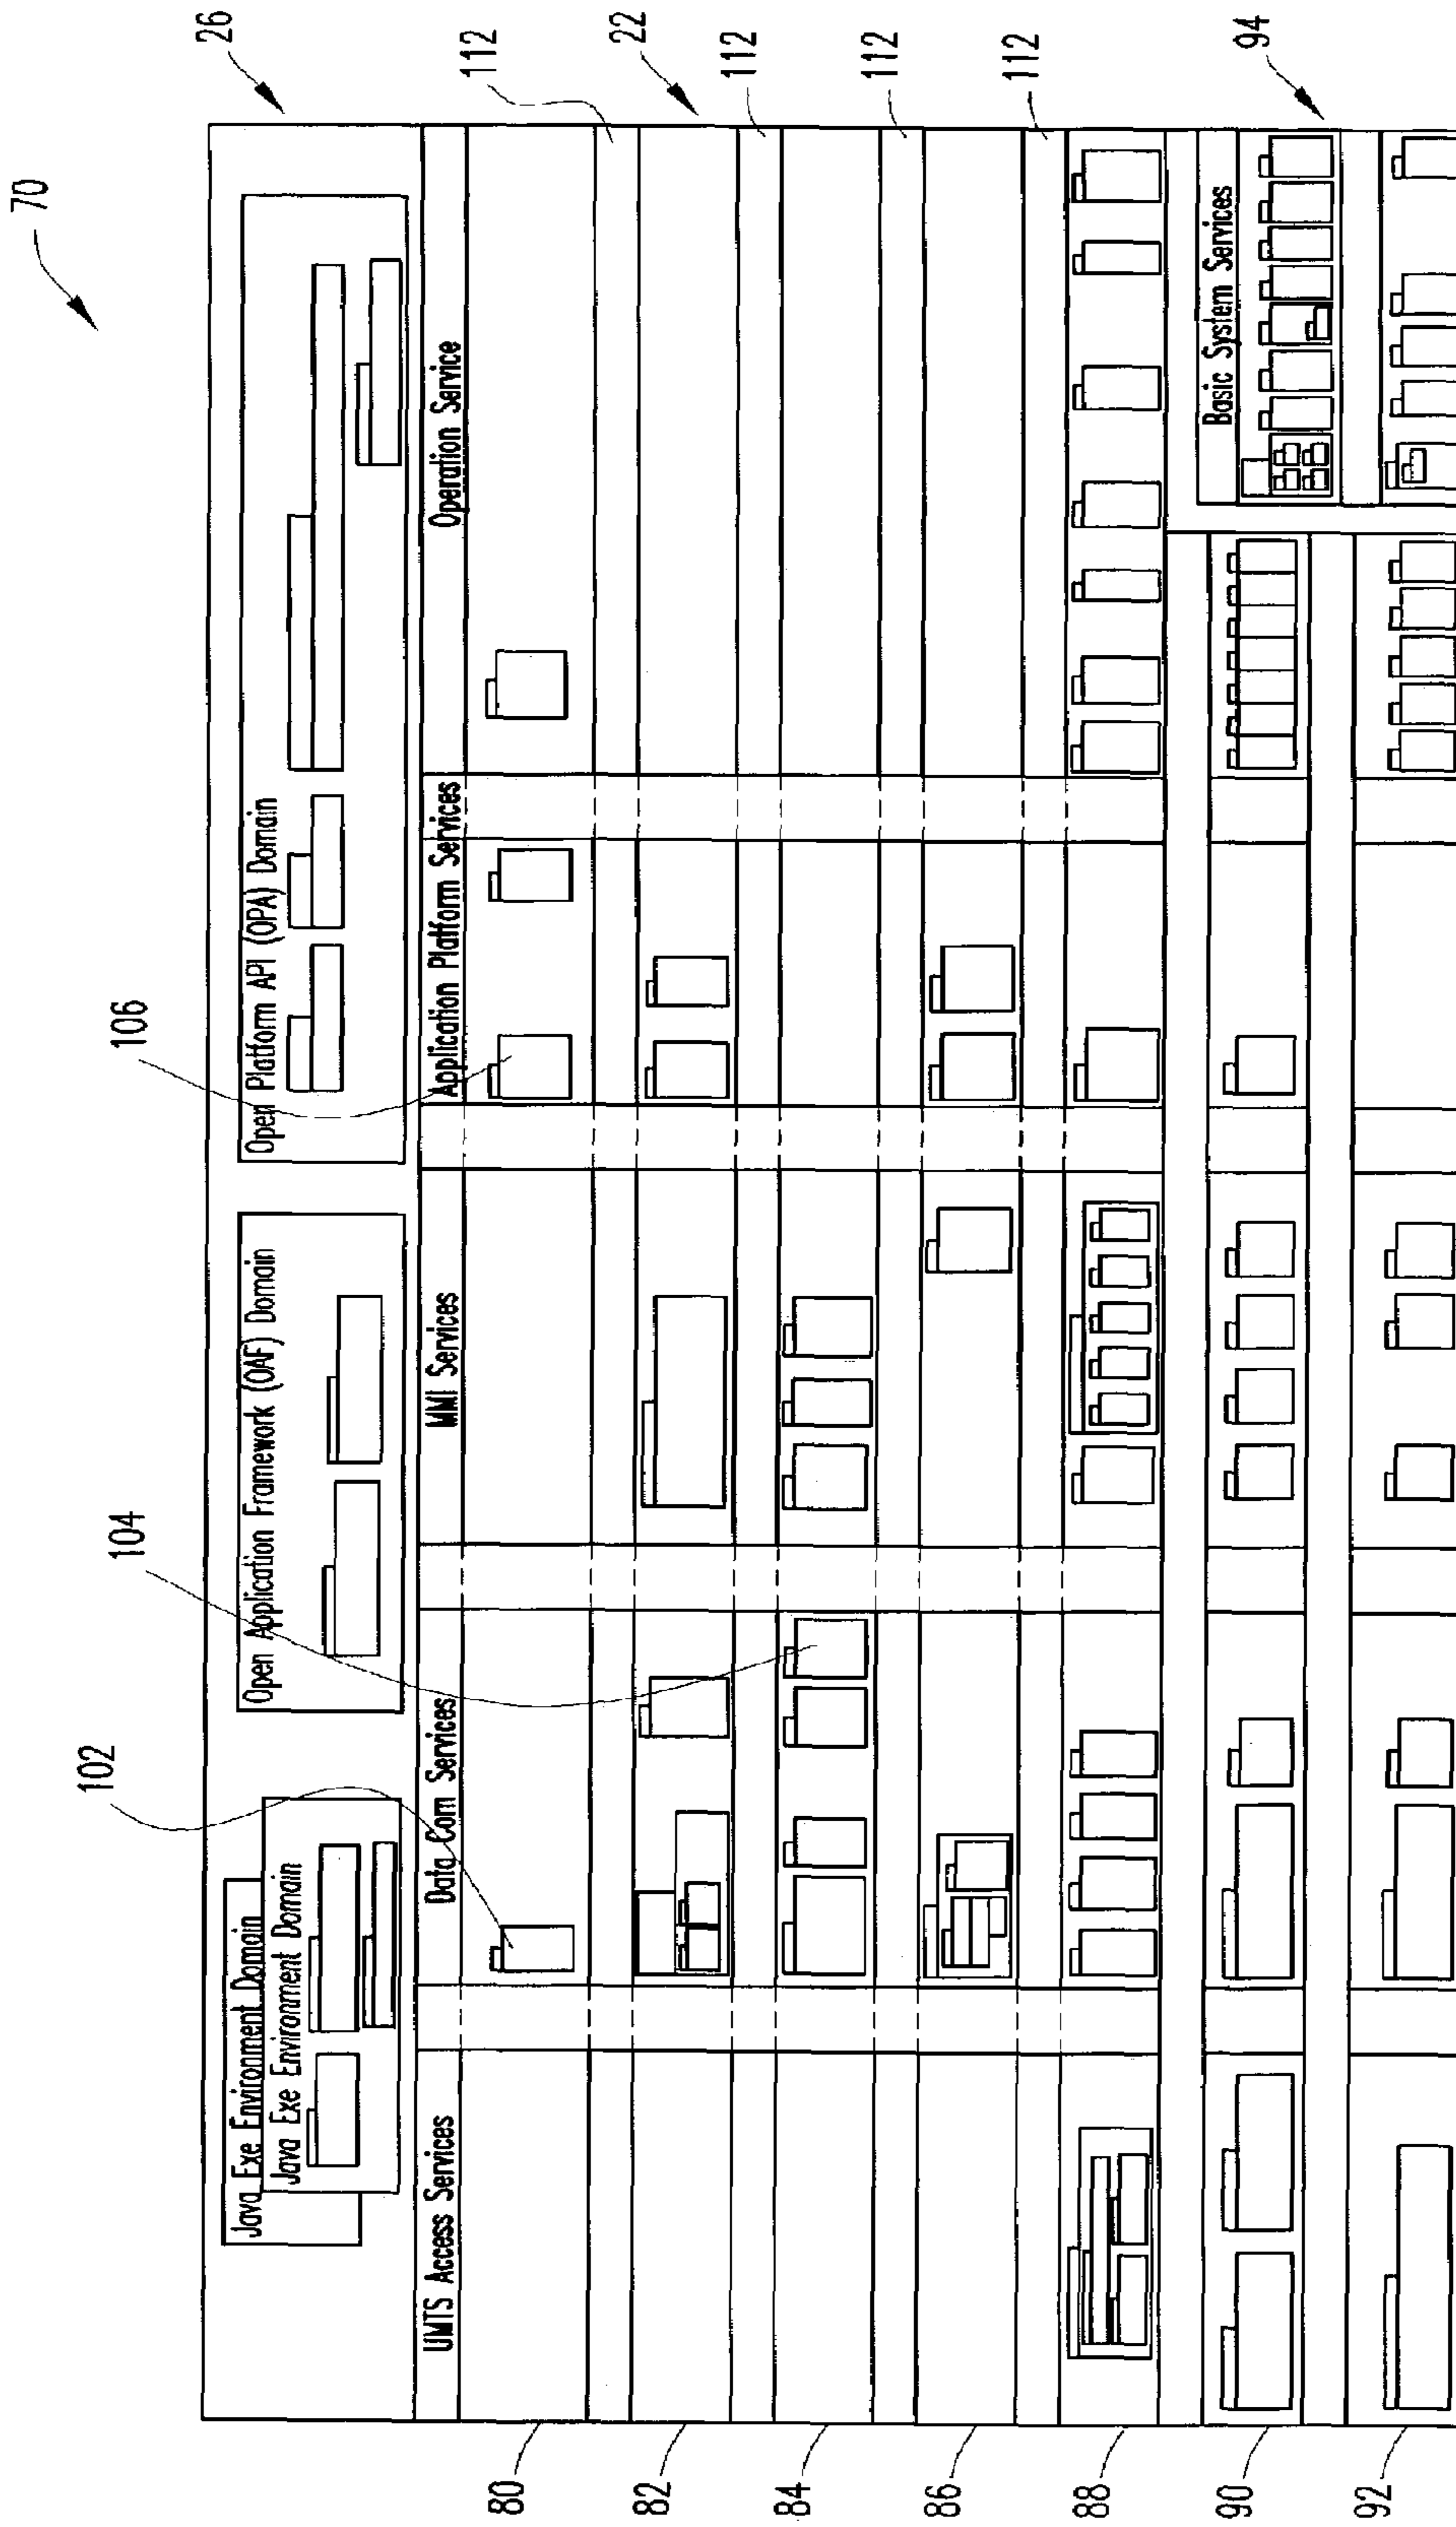 70
26
Java Exe Environment Domain
Java Exe Environment Domain
Open Application Framework (OAF) Domain
Open Platform API (OPA) Domain
102
104
106
UMTS Access Services
Data Com Services
MMI Services
Application Platform Services
Operation Service
112
22
112
112
112
80
82
84
86
88
90
92
Basic System Services
94